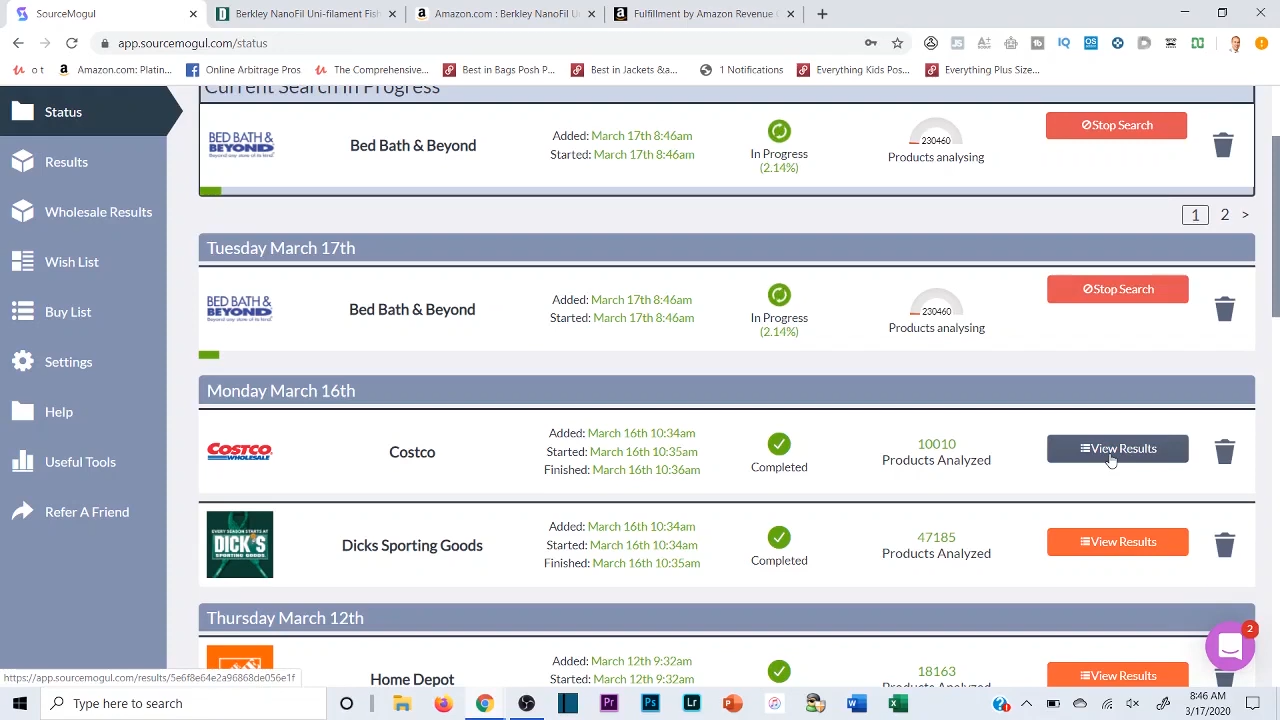 SourceMogul
Berkley NanoFil Uni-filament Fish
Amazon.com : Berkley NanoFil U
Fulfillment by Amazon Revenue C
app.sourcemogul.com/status
o t
Amazon.com: Platin...
Online Arbitrage Pros
The Comprehensive...
Best in Bags Posh P...
Best in Jackets &a...
1 Notifications
Everything Kids Po...
Everything Plus Size...
Status
Results
Wholesale Results
Wish List
Buy List
Settings
Help
Useful Tools
Refer A Friend
Current Search In Progress
BED BATH &
BEYOND
Bed Bath & Beyond
Added: March 17th 8:46am
Started: March 17th 8:46am
In Progress
(2.14%)
230460
Products analysing
Stop Search
1 2 >
Tuesday March 17th
BED BATH &
BEYOND
Bed Bath & Beyond
Added: March 17th 8:46am
Started: March 17th 8:46am
In Progress
(2.14%)
230460
Products analysing
Stop Search
Monday March 16th
COSTCO
WHOLESALE
Costco
Added: March 16th 10:34am
Started: March 16th 10:35am
Finished: March 16th 10:36am
Completed
10010
Products Analyzed
View Results
EVERY SEASON STARTS AT
DICK'S
SPORTING GOODS
Dicks Sporting Goods
Added: March 16th 10:34am
Started: March 16th 10:34am
Finished: March 16th 10:35am
Completed
47185
Products Analyzed
View Results
Thursday March 12th
Home Depot
Added: March 12th 9:32am
Started: March 12th 9:32am
18163
View Results
2
https://app.sourcemogul.com/results/5e6f8e64e2a96868de056e1f
Type here to search
8:46 AM
3/17/2020